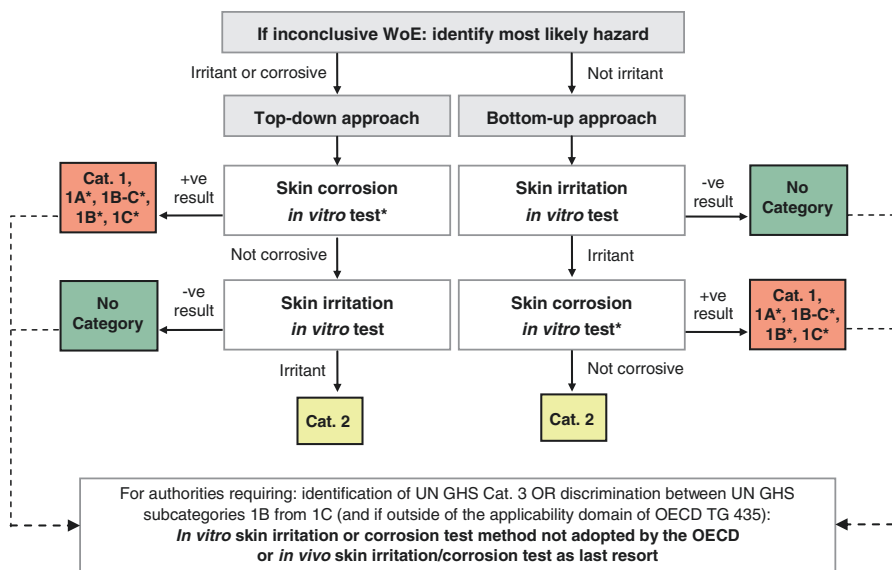 If inconclusive WoE: identify most likely hazard
Irritant or corrosive
Not irritant
Top-down approach
Bottom-up approach
Cat. 1,
1A*, 1B-C*,
1B*, 1C*
+ve
result
Skin corrosion
in vitro test*
Skin irritation
in vitro test
-ve
result
No
Category
Not corrosive
Irritant
No
Category
-ve
result
Skin irritation
in vitro test
Skin corrosion
in vitro test*
+ve
result
Cat. 1,
1A*, 1B-C*,
1B*, 1C*
Irritant
Not corrosive
Cat. 2
Cat. 2
For authorities requiring: identification of UN GHS Cat. 3 OR discrimination between UN GHS
subcategories 1B from 1C (and if outside of the applicability domain of OECD TG 435):
In vitro skin irritation or corrosion test method not adopted by the OECD
or in vivo skin irritation/corrosion test as last resort